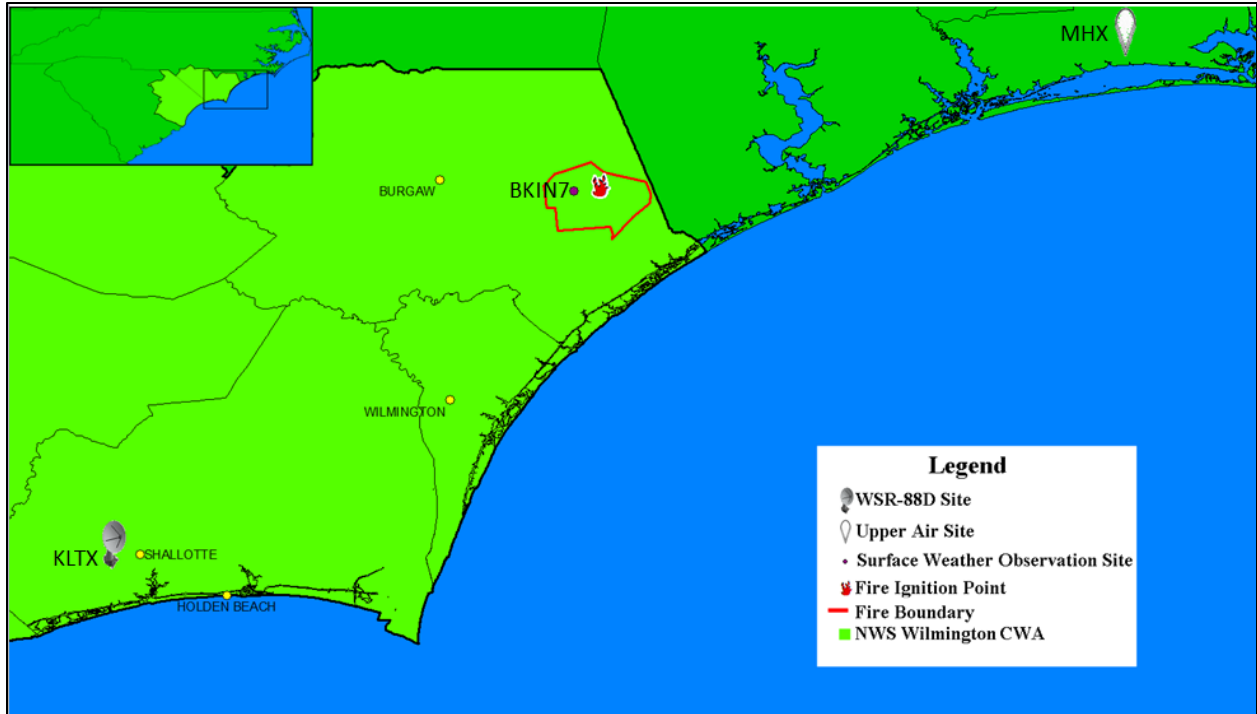 MHX
BURGAW
BKIN7
WILMINGTON
KLTX
SHALLOTTE
HOLDEN BEACH
Legend
WSR-88D Site
Upper Air Site
Surface Weather Observation Site
Fire Ignition Point
Fire Boundary
NWS Wilmington CWA